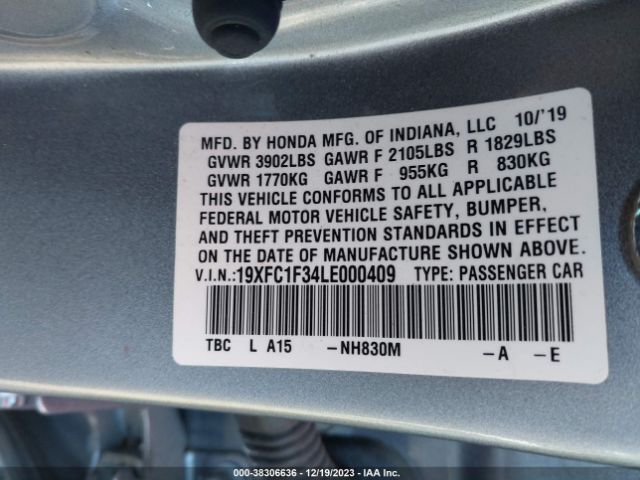 MFD. BY HONDA MFG. OF INDIANA, LLC 10/'19
GVWR 3902LBS GAWR F 2105LBS R 1829LBS
GVWR 1770KG GAWR F 955KG R 830KG
THIS VEHICLE CONFORMS TO ALL APPLICABLE
FEDERAL MOTOR VEHICLE SAFETY, BUMPER,
AND THEFT PREVENTION STANDARDS IN EFFECT
ON THE DATE OF MANUFACTURE SHOWN ABOVE.
V.I.N.:19XFC1F34LE000409 TYPE: PASSENGER CAR
TBC L A15 -NH830M -A -E
000-38306636 - 12/19/2023 - IAA Inc.